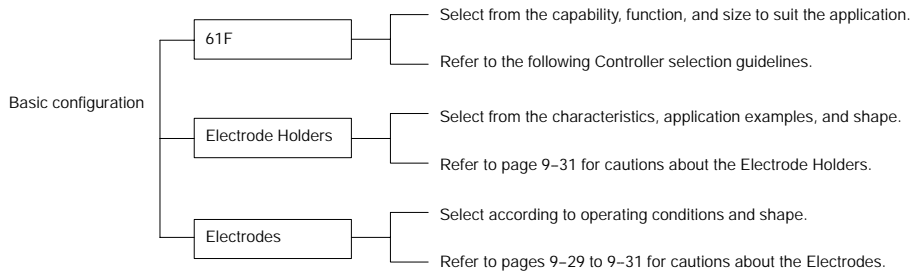 Select from the capability, function, and size to suit the application.
61F
Refer to the following Controller selection guidelines.
Basic configuration
Select from the characteristics, application examples, and shape.
Electrode Holders
Refer to page 9–31 for cautions about the Electrode Holders.
Select according to operating conditions and shape.
Electrodes
Refer to pages 9–29 to 9--31 for cautions about the Electrodes.